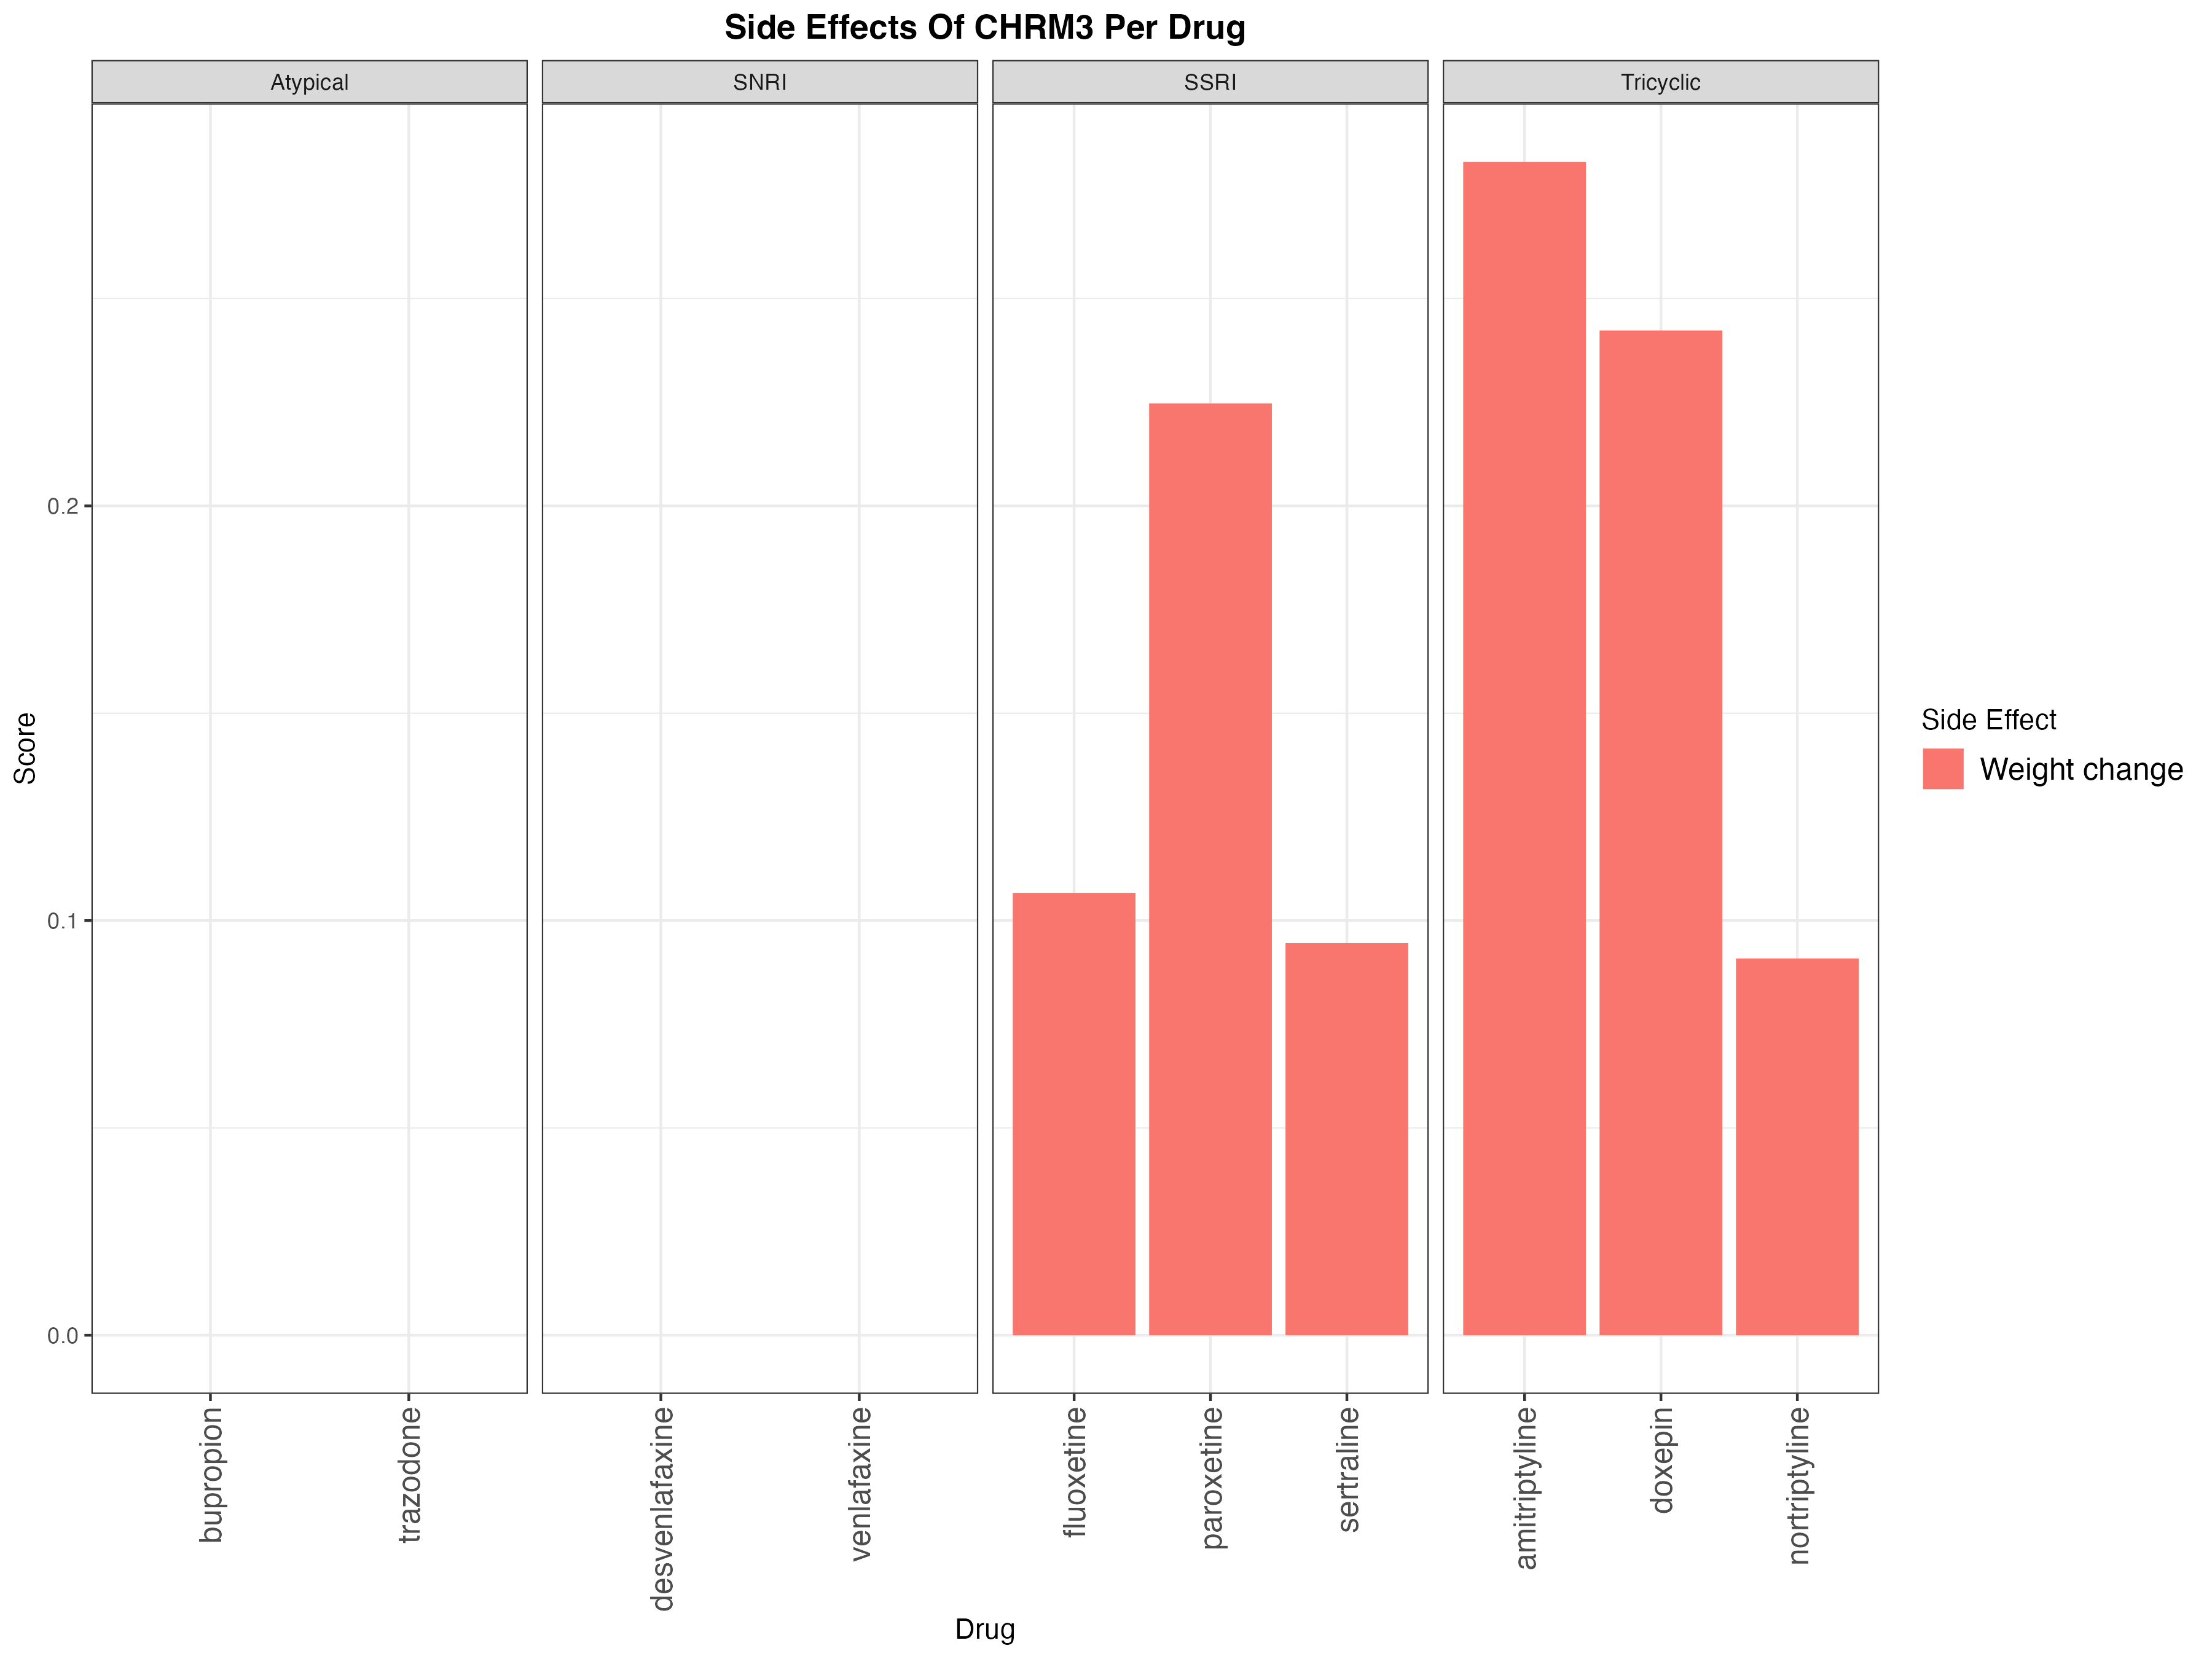 Side Effects Of CHRM3 Per Drug
Atypical
SNRI
SSRI
Tricyclic
Score
0.2
0.1
0.0
bupropion
trazodone
desvenlafaxine
venlafaxine
fluoxetine
paroxetine
sertraline
amitriptyline
doxepin
nortriptyline
Drug
Side Effect
Weight change